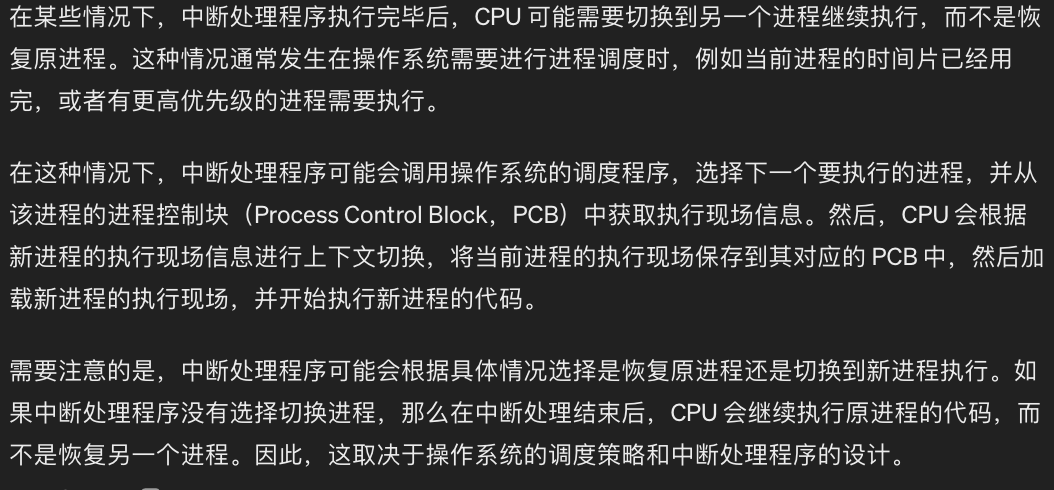 在某些情况下，中断处理程序执行完毕后，CPU 可能需要切换到另一个进程继续执行，而不是恢
复原进程。这种情况通常发生在操作系统需要进行进程调度时，例如当前进程的时间片已经用
完，或者有更高优先级的进程需要执行。
在这种情况下，中断处理程序可能会调用操作系统的调度程序，选择下一个要执行的进程，并从
该进程的进程控制块（Process Control Block，PCB）中获取执行现场信息。然后，CPU 会根据
新进程的执行现场信息进行上下文切换，将当前进程的执行现场保存到其对应的 PCB 中，然后加
载新进程的执行现场，并开始执行新进程的代码。
需要注意的是，中断处理程序可能会根据具体情况选择是恢复原进程还是切换到新进程执行。如
果中断处理程序没有选择切换进程，那么在中断处理结束后，CPU 会继续执行原进程的代码，而
不是恢复另一个进程。因此，这取决于操作系统的调度策略和中断处理程序的设计。